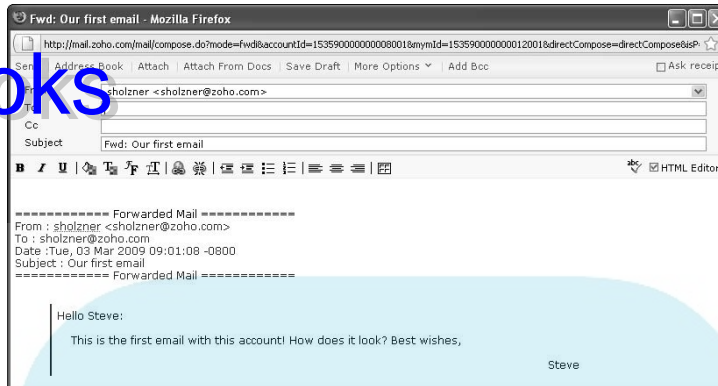 Fwd: Our first email - Mozilla Firefox
http://mail.zoho.com/mail/compose.do?mode=fwdi&accountId=153590000000008001&mymId=153590000000012001&directCompose=directCompose&isP
Address Book | Attach | Attach From Docs | Save Draft | More Options | Add Bcc Ask receip
oks
sholzner <sholzner@zoho.com>
Cc
Subject Fwd: Our first email
B I U abc HTML Editor
============ Forwarded Mail ============
From : sholzner <sholzner@zoho.com>
To : sholzner@zoho.com
Date :Tue, 03 Mar 2009 09:01:08 -0800
Subject : Our first email
============ Forwarded Mail ============
Hello Steve:
This is the first email with this account! How does it look? Best wishes,
Steve